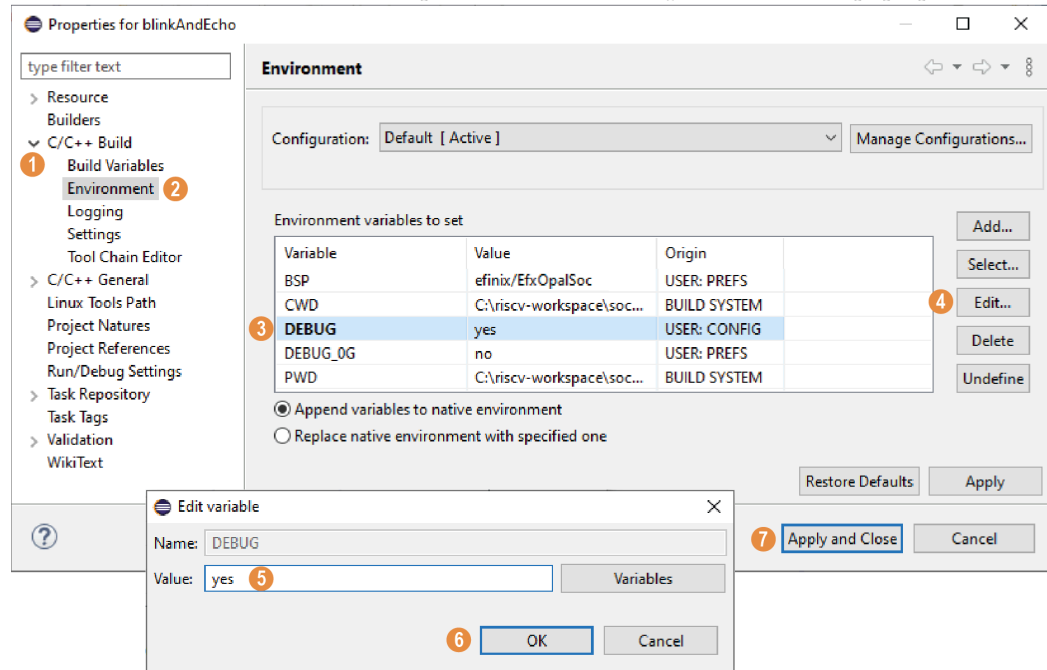 Properties for blinkAndEcho
type filter text
Environment
Resource
Builders
C/C++ Build
1
Build Variables
Environment 2
Logging
Settings
Tool Chain Editor
C/C++ General
Linux Tools Path
Project Natures
Project References
Run/Debug Settings
Task Repository
Task Tags
Validation
WikiText
Configuration: Default [ Active ] Manage Configurations...
Environment variables to set
Variable Value Origin
BSP efinix/EfxOpalSoc USER: PREFS
CWD C:\riscv-workspace\soc... BUILD SYSTEM
3 DEBUG yes USER: CONFIG
DEBUG_0G no USER: PREFS
PWD C:\riscv-workspace\soc... BUILD SYSTEM
Add...
Select...
4 Edit...
Delete
Undefine
Append variables to native environment
Replace native environment with specified one
Restore Defaults Apply
? 7 Apply and Close Cancel
Edit variable
Name: DEBUG
Value: yes 5 Variables
6 OK Cancel